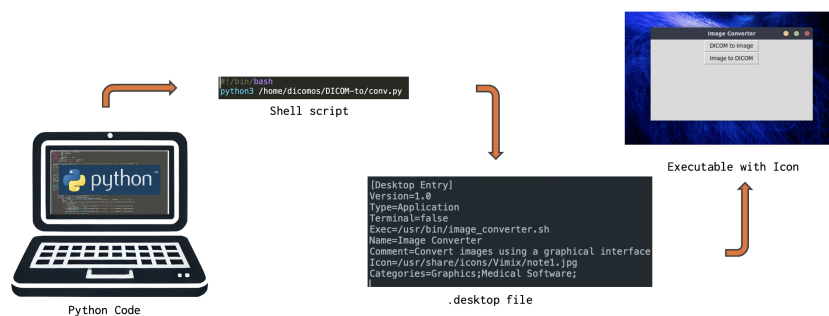 python™
Python Code
#!/bin/bash
python3 /home/dicomos/DICOM-to/conv.py
Shell script
[Desktop Entry]
Version=1.0
Type=Application
Terminal=false
Exec=/usr/bin/image_converter.sh
Name=Image Converter
Comment=Convert images using a graphical interface
Icon=/usr/share/icons/Vimix/note1.jpg
Categories=Graphics;Medical Software;
.desktop file
Image Converter
DICOM to Image
Image to DICOM
Executable with Icon